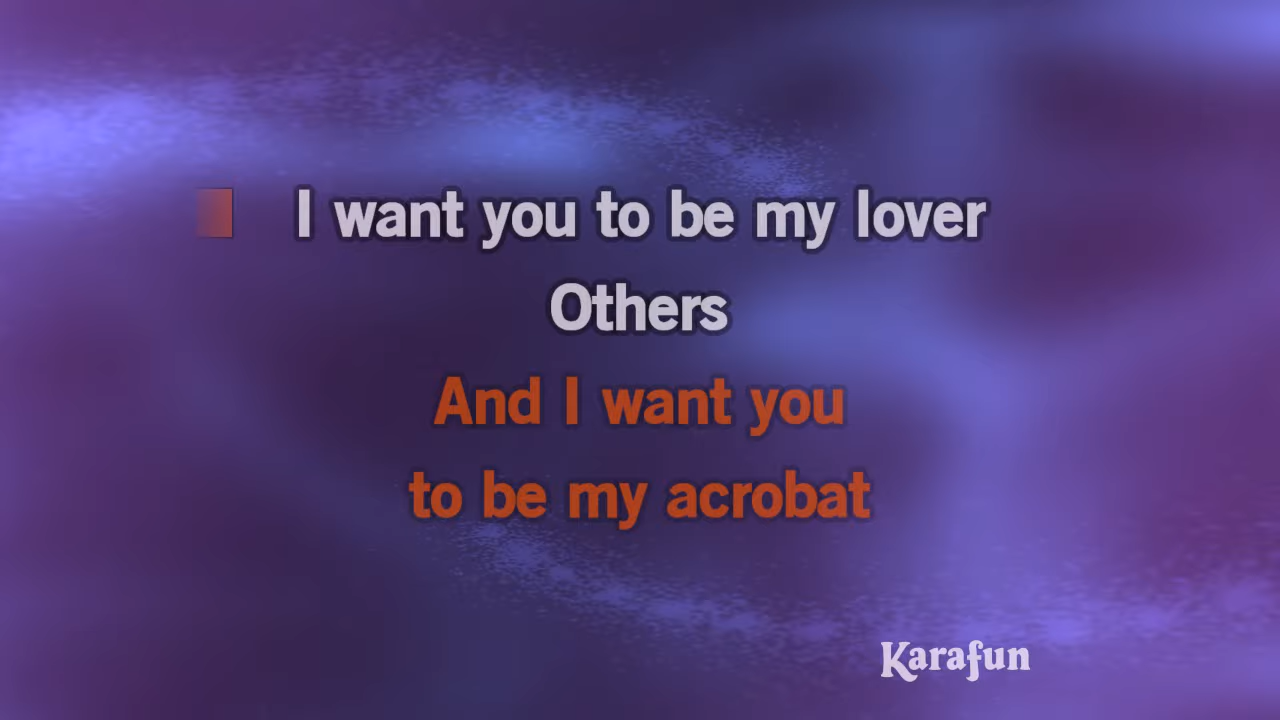 I want you to be my lover
Others
And I want you
to be my acrobat
Karafun